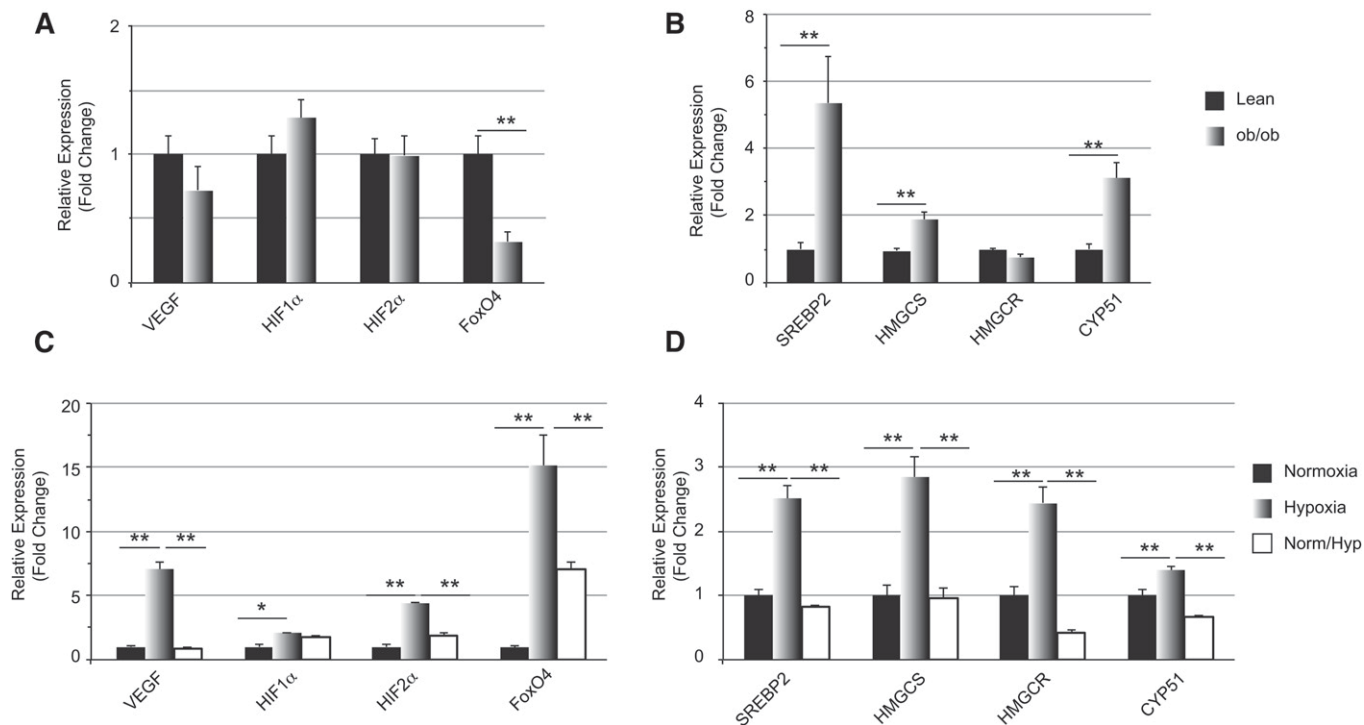 A
Relative Expression
(Fold Change)
2
1
0
**
VEGF
HIF1α
HIF2α
FoxO4
B
Relative Expression
(Fold Change)
8
6
4
2
0
**
**
**
SREBP2
HMGCS
HMGCR
CYP51
Lean
ob/ob
C
Relative Expression
(Fold Change)
20
15
10
5
0
** **
*
** **
** **
VEGF
HIF1α
HIF2α
FoxO4
D
Relative Expression
(Fold Change)
4
3
2
1
0
** **
** **
** **
** **
SREBP2
HMGCS
HMGCR
CYP51
Normoxia
Hypoxia
Norm/Hyp